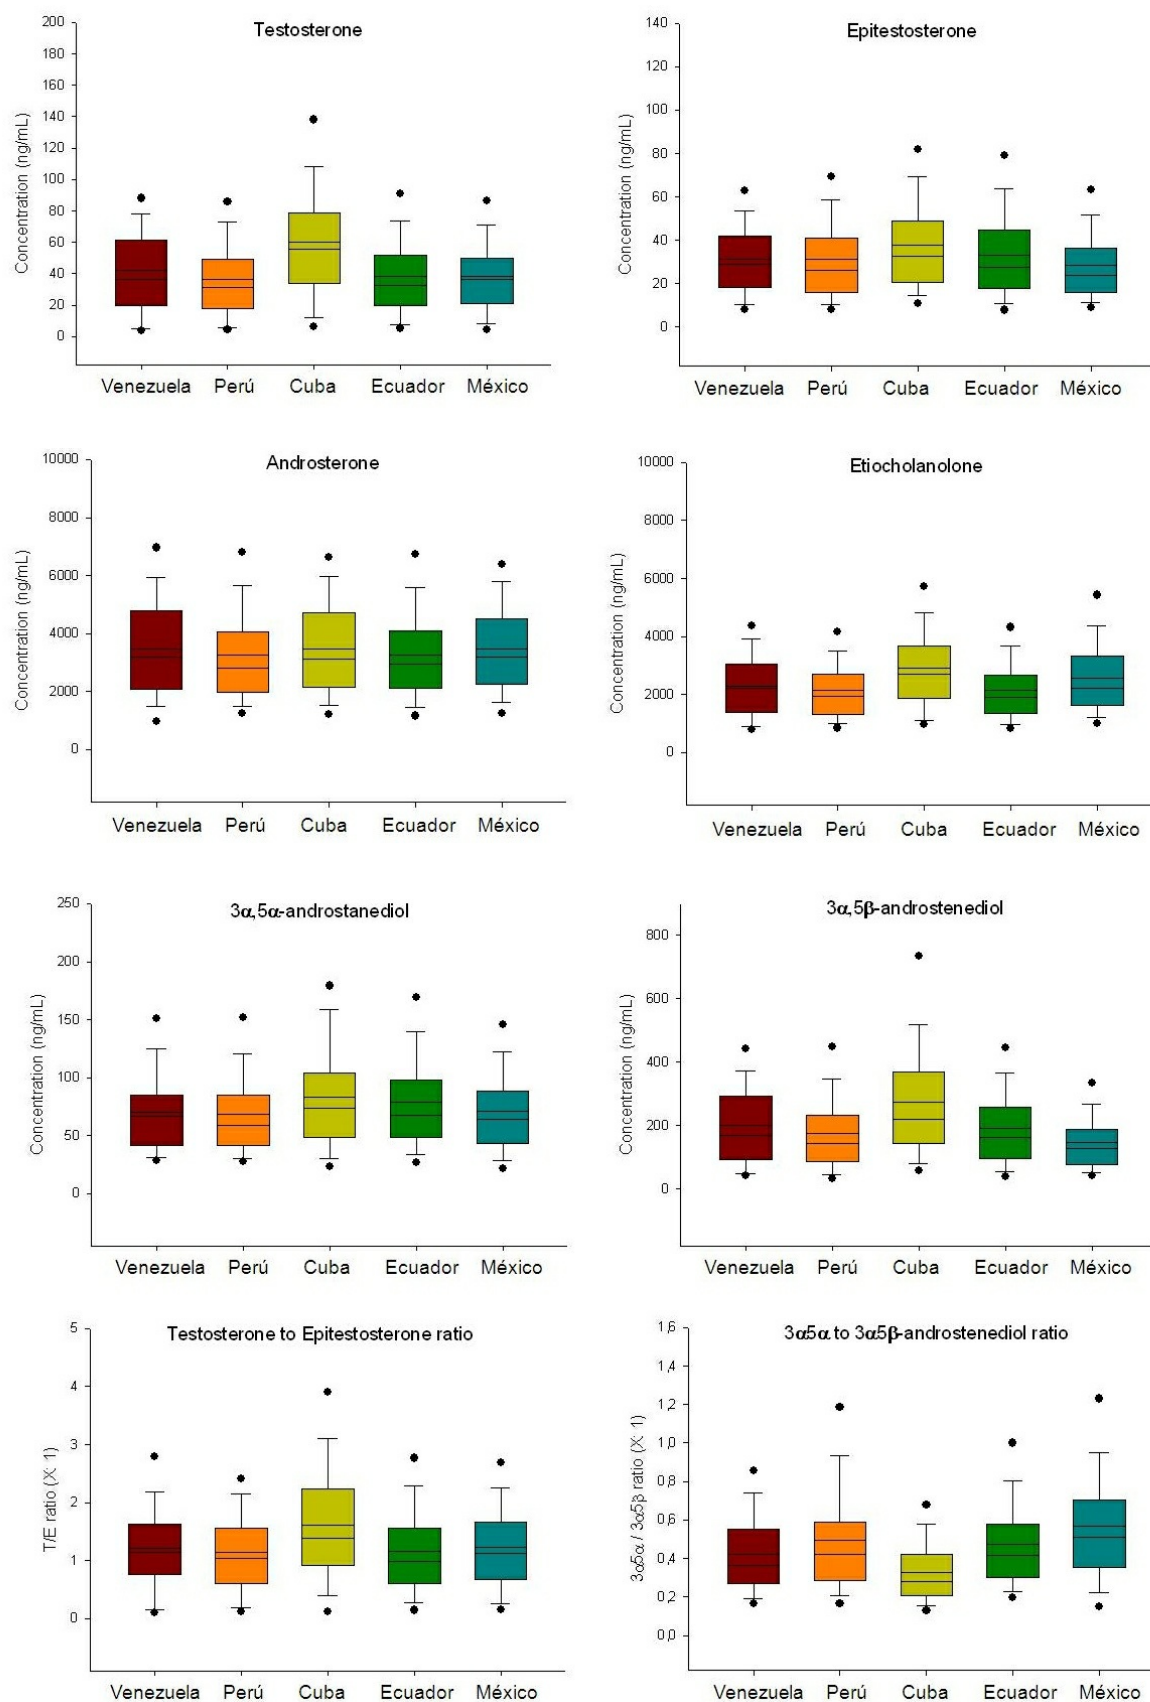 Testosterone
Concentration (ng/mL)
200
180
160
140
120
100
80
60
40
20
0
Venezuela Perú Cuba Ecuador México
Epitestosterone
Concentration (ng/mL)
140
120
100
80
60
40
20
0
Venezuela Perú Cuba Ecuador México
Androsterone
Concentration (ng/mL)
10000
8000
6000
4000
2000
0
Venezuela Perú Cuba Ecuador México
Etiocholanolone
Concentration (ng/mL)
10000
8000
6000
4000
2000
0
Venezuela Perú Cuba Ecuador México
3α,5α-androstanediol
Concentration (ng/mL)
250
200
150
100
50
0
Venezuela Perú Cuba Ecuador México
3α,5β-androstenediol
Concentration (ng/mL)
800
600
400
200
0
Venezuela Perú Cuba Ecuador México
Testosterone to Epitestosterone ratio
T/E ratio (X: 1)
5
4
3
2
1
0
Venezuela Perú Cuba Ecuador México
3α5α to 3α5β-androstenediol ratio
3α5α / 3α5β ratio (X: 1)
1,6
1,4
1,2
1,0
0,8
0,6
0,4
0,2
0,0
Venezuela Perú Cuba Ecuador México